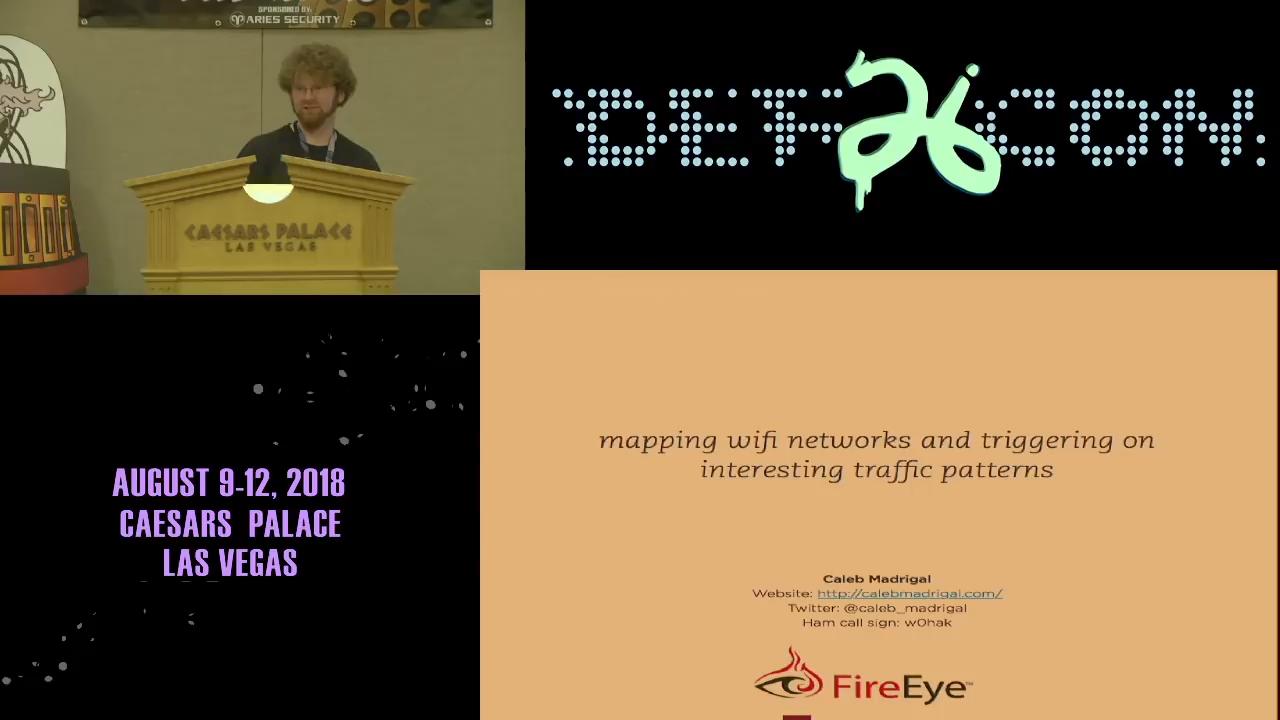 SPONSORED BY:
ARIES SECURITY
CAESARS PALACE
LAS VEGAS
DEF 26 CON
AUGUST 9-12, 2018
CAESARS PALACE
LAS VEGAS
mapping wifi networks and triggering on
interesting traffic patterns
Caleb Madrigal
Website: http://calebmadrigal.com/
Twitter: @caleb_madrigal
Ham call sign: w0hak
FireEye™